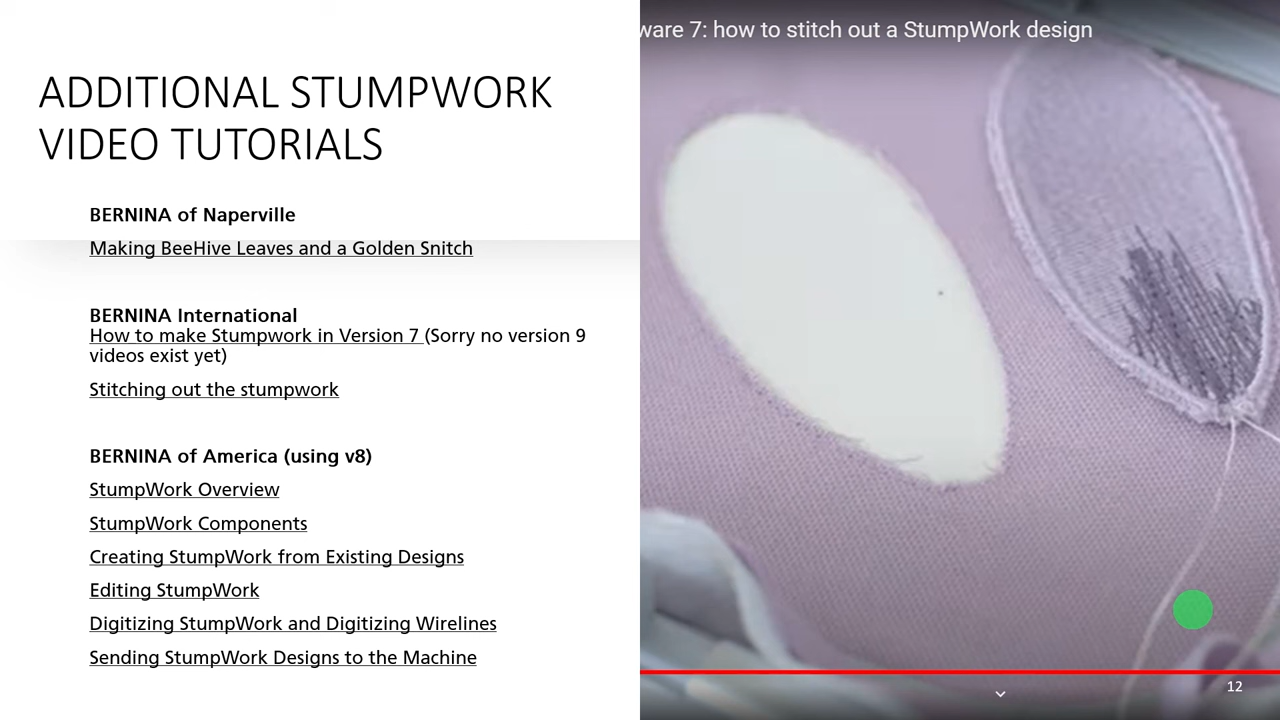 ADDITIONAL STUMPWORK
VIDEO TUTORIALS
BERNINA of Naperville
Making BeeHive Leaves and a Golden Snitch
BERNINA International
How to make Stumpwork in Version 7 (Sorry no version 9
videos exist yet)
Stitching out the stumpwork
BERNINA of America (using v8)
StumpWork Overview
StumpWork Components
Creating StumpWork from Existing Designs
Editing StumpWork
Digitizing StumpWork and Digitizing Wirelines
Sending StumpWork Designs to the Machine
ware 7: how to stitch out a StumpWork design
12